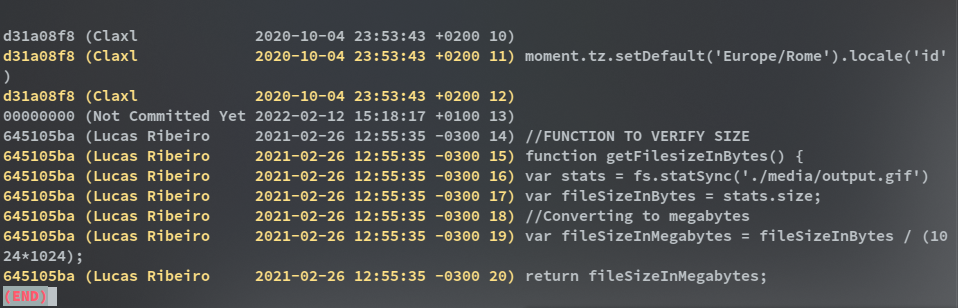 d31a08f8 (Claxl 2020-10-04 23:53:43 +0200 10)
d31a08f8 (Claxl 2020-10-04 23:53:43 +0200 11) moment.tz.setDefault('Europe/Rome').locale('id'
)
d31a08f8 (Claxl 2020-10-04 23:53:43 +0200 12)
00000000 (Not Committed Yet 2022-02-12 15:18:17 +0100 13)
645105ba (Lucas Ribeiro 2021-02-26 12:55:35 -0300 14) //FUNCTION TO VERIFY SIZE
645105ba (Lucas Ribeiro 2021-02-26 12:55:35 -0300 15) function getFilesizeInBytes() {
645105ba (Lucas Ribeiro 2021-02-26 12:55:35 -0300 16) var stats = fs.statSync('./media/output.gif')
645105ba (Lucas Ribeiro 2021-02-26 12:55:35 -0300 17) var fileSizeInBytes = stats.size;
645105ba (Lucas Ribeiro 2021-02-26 12:55:35 -0300 18) //Converting to megabytes
645105ba (Lucas Ribeiro 2021-02-26 12:55:35 -0300 19) var fileSizeInMegabytes = fileSizeInBytes / (10
24*1024);
645105ba (Lucas Ribeiro 2021-02-26 12:55:35 -0300 20) return fileSizeInMegabytes;
(END)